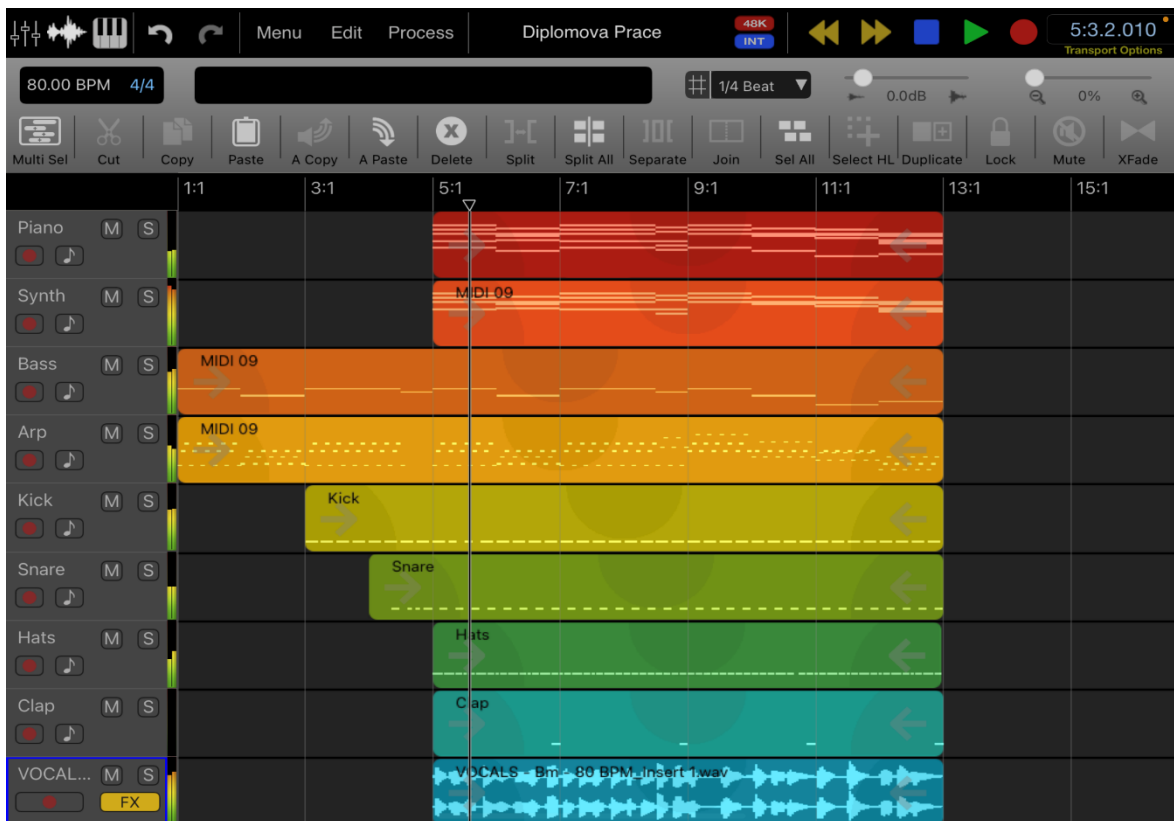 Menu Edit Process Diplomova Prace 48K INT 5:3.2.010
Transport Options
80.00 BPM 4/4 1/4 Beat 0.0dB 0%
Multi Sel Cut Copy Paste A Copy A Paste Delete Split Split All Separate Join Sel All Select HL Duplicate Lock Mute XFade
1:1 3:1 5:1 7:1 9:1 11:1 13:1 15:1
Piano M S
Synth M S MIDI 09
Bass M S MIDI 09
Arp M S MIDI 09
Kick M S Kick
Snare M S Snare
Hats M S Hats
Clap M S Clap
VOCAL... M S VOCALS - Bm - 80 BPM_insert 1.wav
FX